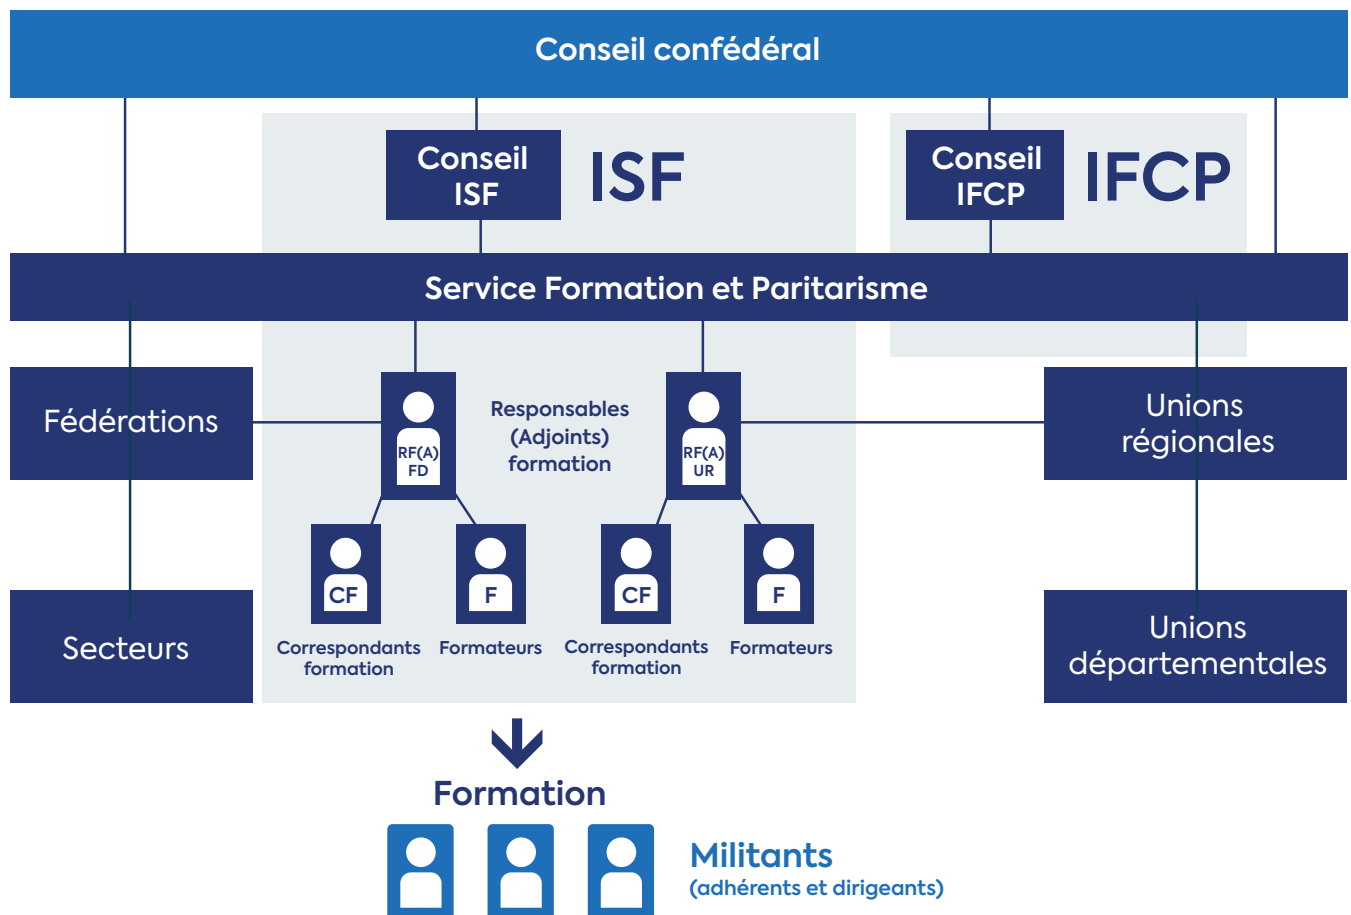 Conseil confédéral
Conseil
ISF
ISF
Conseil
IFCP
IFCP
Service Formation et Paritarisme
Fédérations
RF(A)
FD
Responsables
(Adjoints)
formation
RF(A)
UR
Unions
régionales
CF
F
CF
F
Secteurs
Correspondants
formation
Formateurs
Correspondants
formation
Formateurs
Unions
départementales
Formation
Militants
(adhérents et dirigeants)